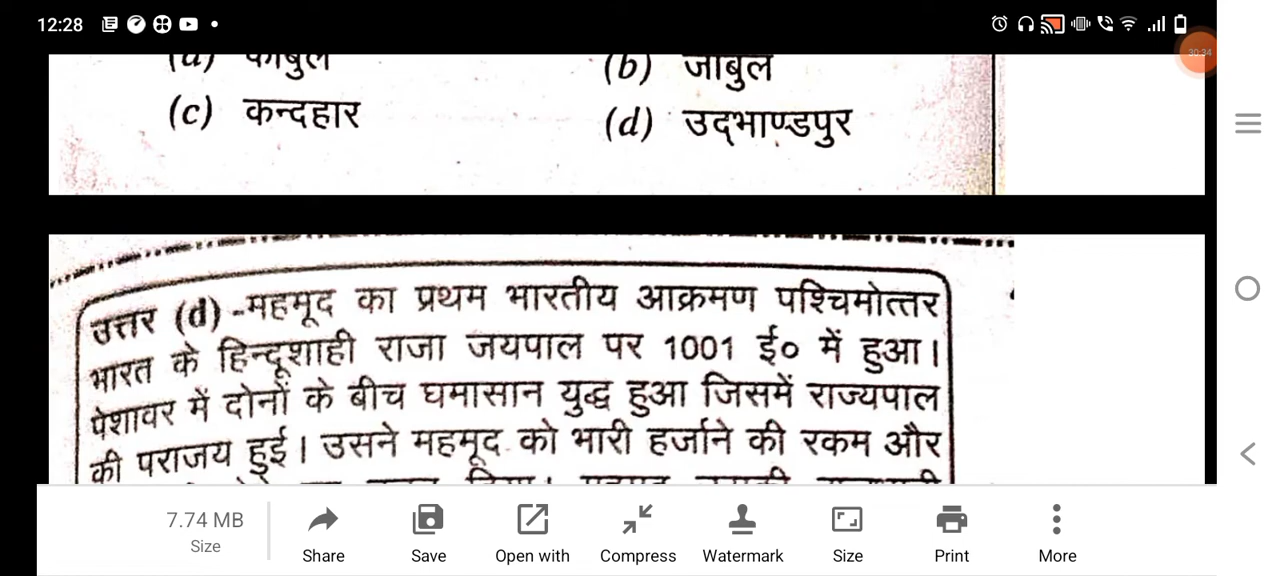 12:28
30:34
(a) काबुल
(b) जाबुल
(c) कन्दहार
(d) उद्भाण्डपुर
उत्तर (d) -महमूद का प्रथम भारतीय आक्रमण पश्चिमोत्तर
भारत के हिन्दूशाही राजा जयपाल पर 1001 ई० में हुआ।
पेशावर में दोनों के बीच घमासान युद्ध हुआ जिसमें राज्यपाल
की पराजय हुई। उसने महमूद को भारी हर्जाने की रकम और
7.74 MB
Size
Share
Save
Open with
Compress
Watermark
Size
Print
More